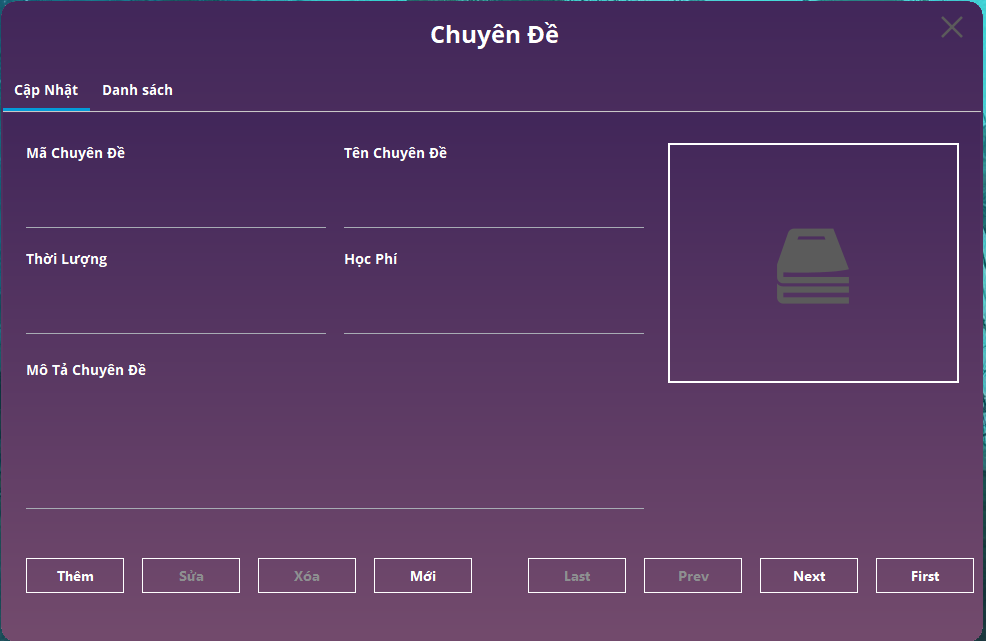 Chuyên Đề
Cập Nhật Danh sách
Mã Chuyên Đề Tên Chuyên Đề
Thời Lượng Học Phí
Mô Tả Chuyên Đề
Thêm Sửa Xóa Mới Last Prev Next First